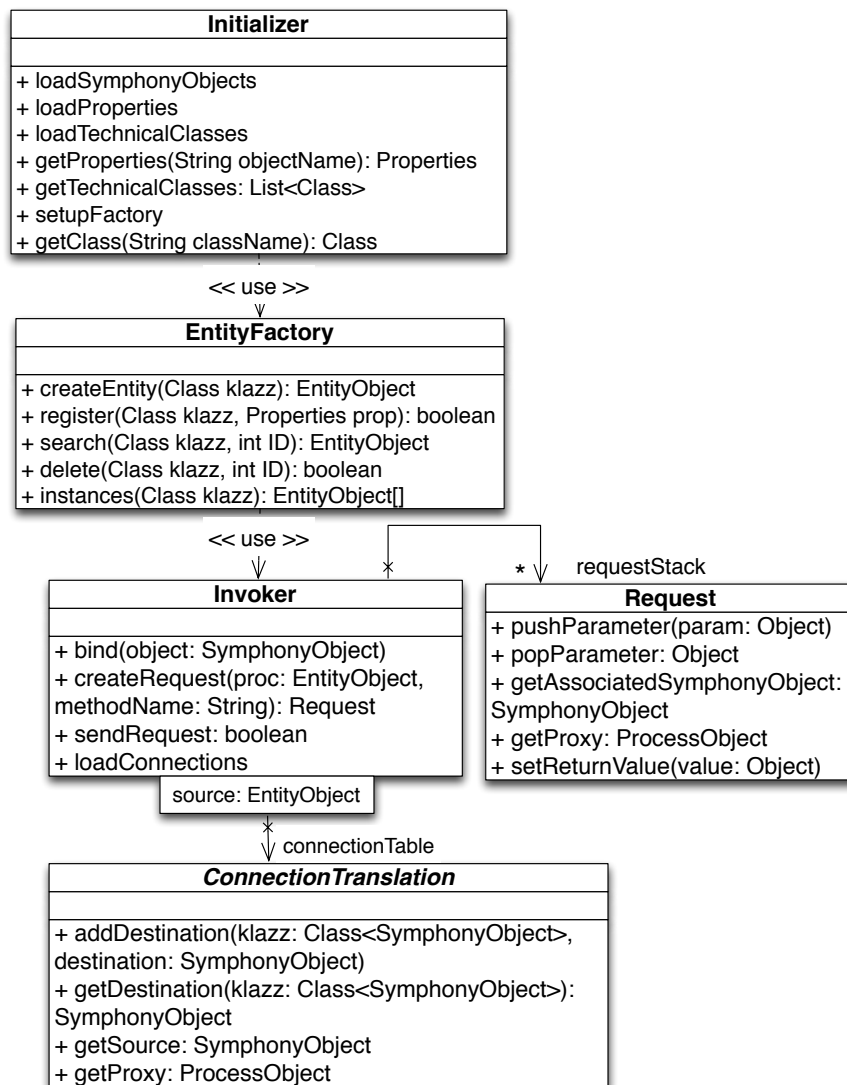 Initializer
+ loadSymphonyObjects
+ loadProperties
+ loadTechnicalClasses
+ getProperties(String objectName): Properties
+ getTechnicalClasses: List<Class>
+ setupFactory
+ getClass(String className): Class
<< use >>
EntityFactory
+ createEntity(Class klazz): EntityObject
+ register(Class klazz, Properties prop): boolean
+ search(Class klazz, int ID): EntityObject
+ delete(Class klazz, int ID): boolean
+ instances(Class klazz): EntityObject[]
<< use >>
* requestStack
Invoker
+ bind(object: SymphonyObject)
+ createRequest(proc: EntityObject,
methodName: String): Request
+ sendRequest: boolean
+ loadConnections
source: EntityObject
Request
+ pushParameter(param: Object)
+ popParameter: Object
+ getAssociatedSymphonyObject:
SymphonyObject
+ getProxy: ProcessObject
+ setReturnValue(value: Object)
connectionTable
ConnectionTranslation
+ addDestination(klazz: Class<SymphonyObject>,
destination: SymphonyObject)
+ getDestination(klazz: Class<SymphonyObject>):
SymphonyObject
+ getSource: SymphonyObject
+ getProxy: ProcessObject